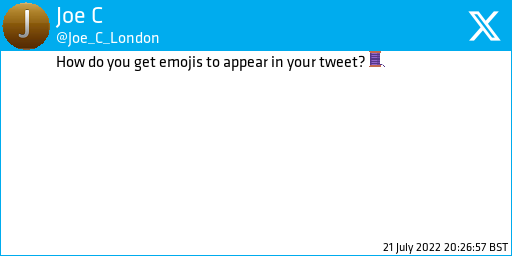 J
Joe C
@Joe_C_London
How do you get emojis to appear in your tweet? 🧵
21 July 2022 20:26:57 BST